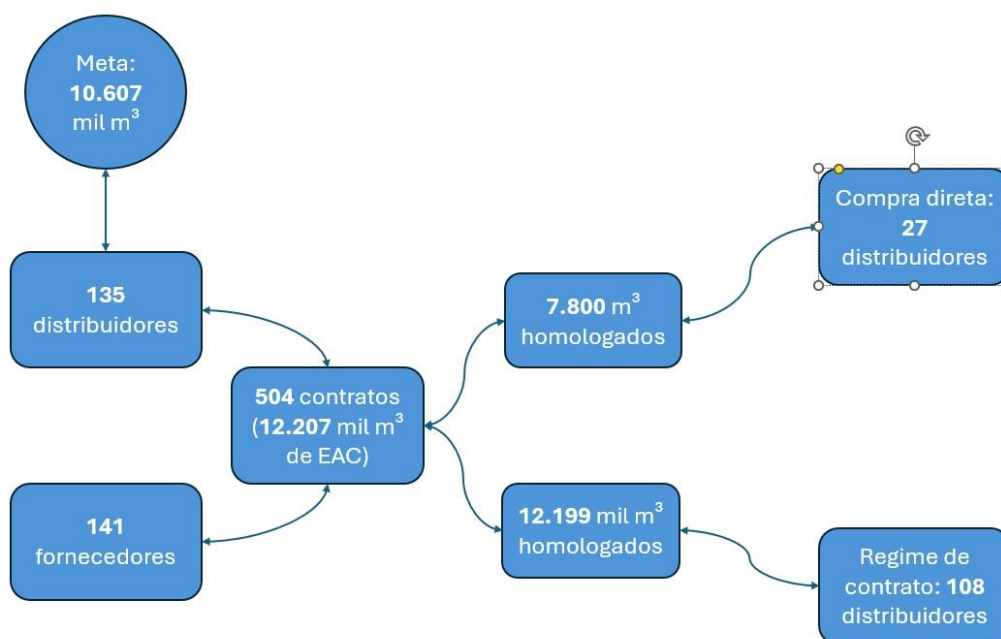 Meta:
10.607
mil m³
135
distribuidores
141
fornecedores
504 contratos
(12.207 mil m³
de EAC)
7.800 m³
homologados
12.199 mil m³
homologados
Compra direta:
27
distribuidores
Regime de
contrato: 108
distribuidores